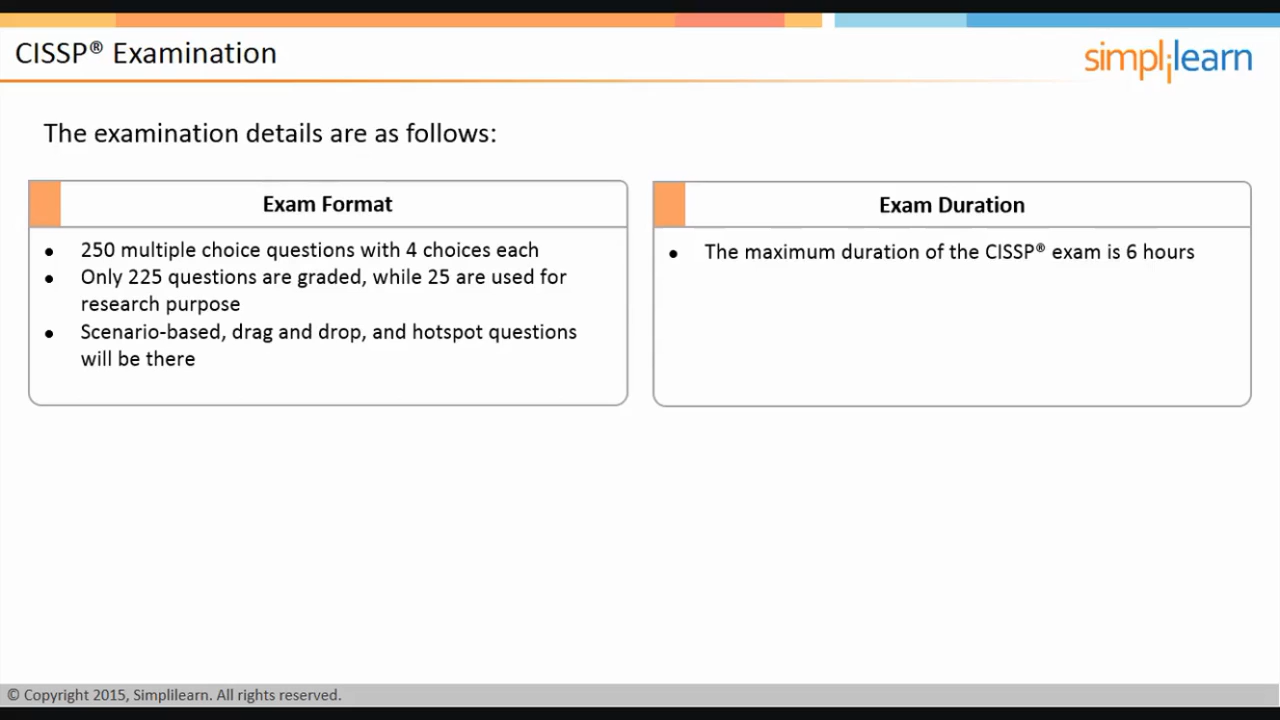 CISSP® Examination
simplilearn
The examination details are as follows:
Exam Format
● 250 multiple choice questions with 4 choices each
● Only 225 questions are graded, while 25 are used for
research purpose
● Scenario-based, drag and drop, and hotspot questions
will be there
Exam Duration
● The maximum duration of the CISSP® exam is 6 hours
© Copyright 2015, Simplilearn. All rights reserved.